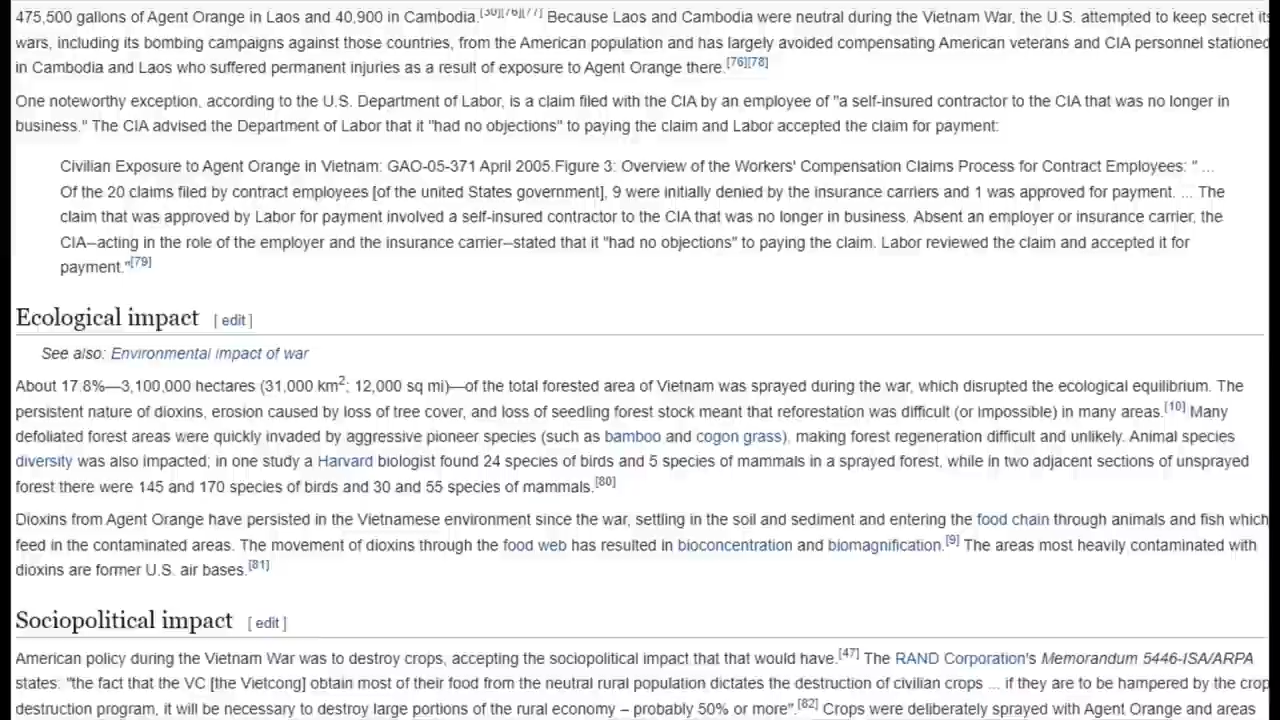 475,500 gallons of Agent Orange in Laos and 40,900 in Cambodia.[30][76][77] Because Laos and Cambodia were neutral during the Vietnam War, the U.S. attempted to keep secret its
wars, including its bombing campaigns against those countries, from the American population and has largely avoided compensating American veterans and CIA personnel stationed
in Cambodia and Laos who suffered permanent injuries as a result of exposure to Agent Orange there.[76][78]
One noteworthy exception, according to the U.S. Department of Labor, is a claim filed with the CIA by an employee of "a self-insured contractor to the CIA that was no longer in
business." The CIA advised the Department of Labor that it "had no objections" to paying the claim and Labor accepted the claim for payment:
Civilian Exposure to Agent Orange in Vietnam: GAO-05-371 April 2005.Figure 3: Overview of the Workers' Compensation Claims Process for Contract Employees: " ...
Of the 20 claims filed by contract employees [of the united States government], 9 were initially denied by the insurance carriers and 1 was approved for payment. ... The
claim that was approved by Labor for payment involved a self-insured contractor to the CIA that was no longer in business. Absent an employer or insurance carrier, the
CIA–acting in the role of the employer and the insurance carrier–stated that it "had no objections" to paying the claim. Labor reviewed the claim and accepted it for
payment."[79]
Ecological impact [ edit ]
See also: Environmental impact of war
About 17.8%—3,100,000 hectares (31,000 km2; 12,000 sq mi)—of the total forested area of Vietnam was sprayed during the war, which disrupted the ecological equilibrium. The
persistent nature of dioxins, erosion caused by loss of tree cover, and loss of seedling forest stock meant that reforestation was difficult (or impossible) in many areas.[10] Many
defoliated forest areas were quickly invaded by aggressive pioneer species (such as bamboo and cogon grass), making forest regeneration difficult and unlikely. Animal species
diversity was also impacted; in one study a Harvard biologist found 24 species of birds and 5 species of mammals in a sprayed forest, while in two adjacent sections of unsprayed
forest there were 145 and 170 species of birds and 30 and 55 species of mammals.[80]
Dioxins from Agent Orange have persisted in the Vietnamese environment since the war, settling in the soil and sediment and entering the food chain through animals and fish which
feed in the contaminated areas. The movement of dioxins through the food web has resulted in bioconcentration and biomagnification.[9] The areas most heavily contaminated with
dioxins are former U.S. air bases.[81]
Sociopolitical impact [ edit ]
American policy during the Vietnam War was to destroy crops, accepting the sociopolitical impact that that would have.[47] The RAND Corporation's Memorandum 5446-ISA/ARPA
states: "the fact that the VC [the Vietcong] obtain most of their food from the neutral rural population dictates the destruction of civilian crops ... if they are to be hampered by the crop
destruction program, it will be necessary to destroy large portions of the rural economy – probably 50% or more".[82] Crops were deliberately sprayed with Agent Orange and areas